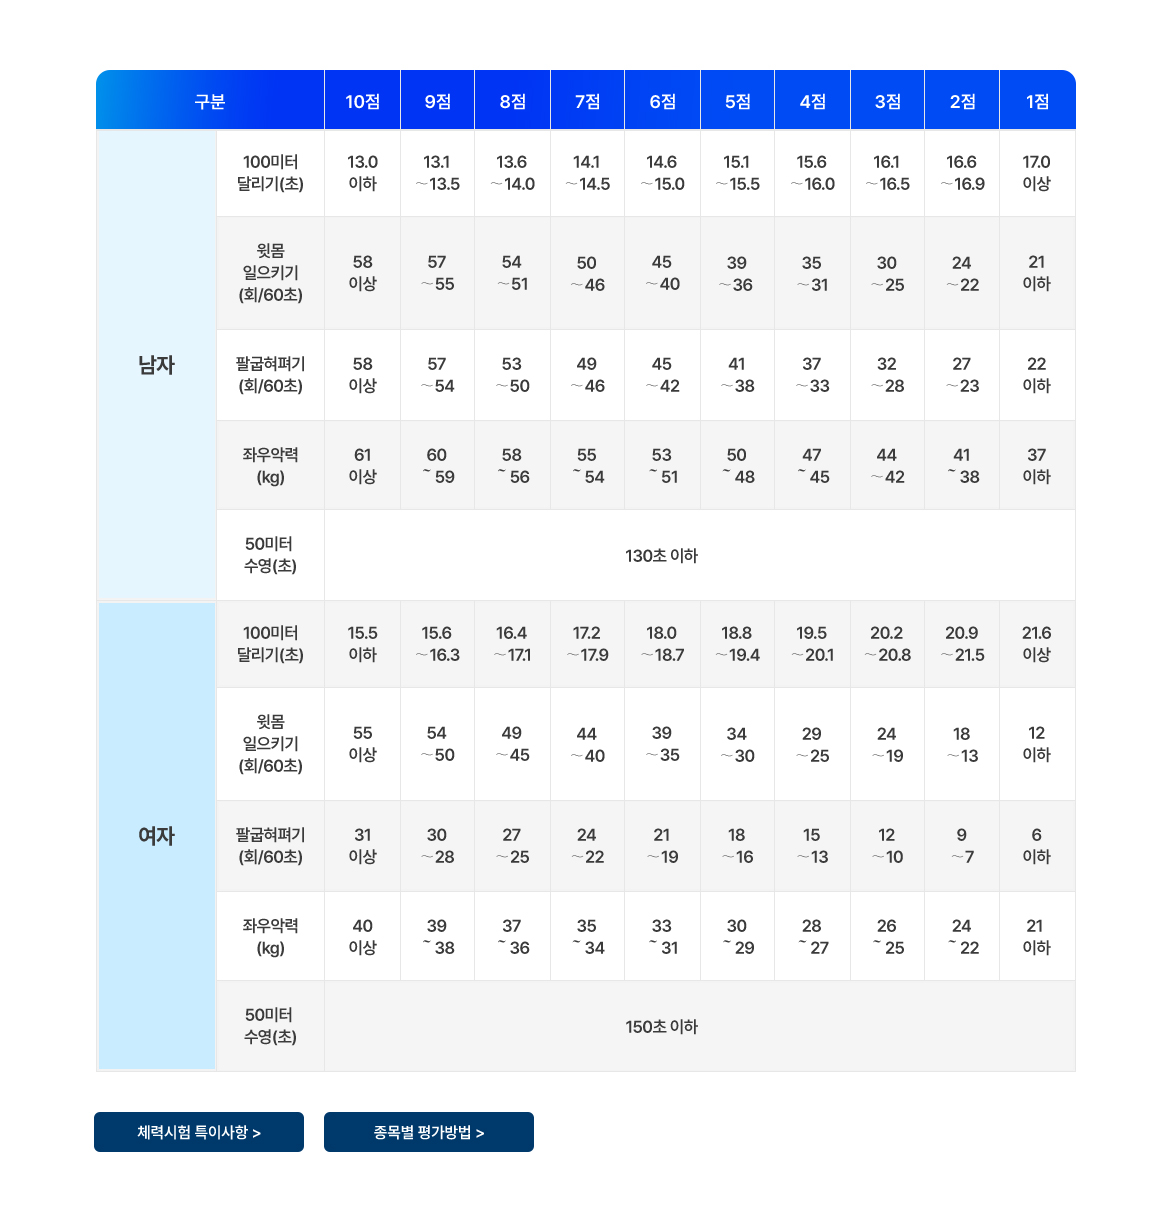 구분 10점 9점 8점 7점 6점 5점 4점 3점 2점 1점
남자
100미터 13.0 13.1 13.6 14.1 14.6 15.1 15.6 16.1 16.6 17.0
달리기(초) 이하 ~13.5 ~14.0 ~14.5 ~15.0 ~15.5 ~16.0 ~16.5 ~16.9 이상
윗몸
일으키기
(회/60초)
58 57 54 50 45 39 35 30 24 21
이상 ~55 ~51 ~46 ~40 ~36 ~31 ~25 ~22 이하
팔굽혀펴기 58 57 53 49 45 41 37 32 27 22
(회/60초) 이상 ~54 ~50 ~46 ~42 ~38 ~33 ~28 ~23 이하
좌우악력 61 60 58 55 53 50 47 44 41 37
(kg) 이상 ~ 59 ~ 56 ~ 54 ~ 51 ~ 48 ~ 45 ~42 ~ 38 이하
50미터
수영(초)
130초 이하
여자
100미터 15.5 15.6 16.4 17.2 18.0 18.8 19.5 20.2 20.9 21.6
달리기(초) 이하 ~16.3 ~17.1 ~17.9 ~18.7 ~19.4 ~20.1 ~20.8 ~21.5 이상
윗몸
일으키기
(회/60초)
55 54 49 44 39 34 29 24 18 12
이상 ~50 ~45 ~40 ~35 ~30 ~25 ~19 ~13 이하
팔굽혀펴기 31 30 27 24 21 18 15 12 9 6
(회/60초) 이상 ~28 ~25 ~22 ~19 ~16 ~13 ~10 ~7 이하
좌우악력 40 39 37 35 33 30 28 26 24 21
(kg) 이상 ~ 38 ~ 36 ~ 34 ~ 31 ~ 29 ~ 27 ~ 25 ~ 22 이하
50미터
수영(초)
150초 이하
체력시험 특이사항 > 종목별 평가방법 >